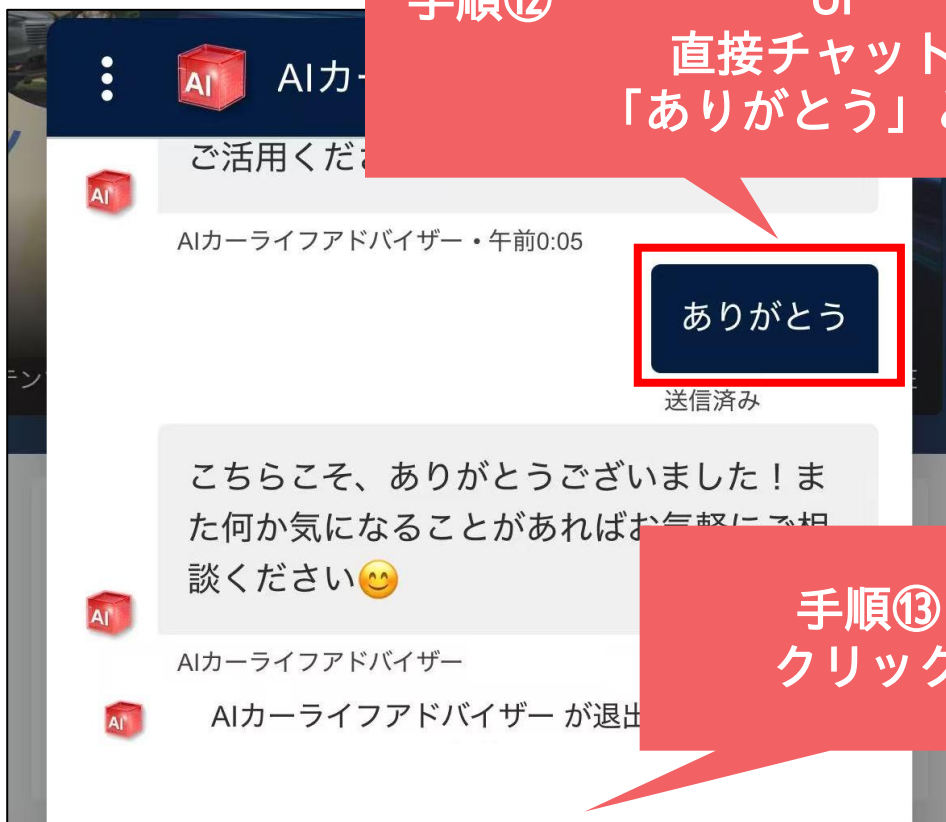 手順⑫
or
直接チャット
「ありがとう」
AI
AIカー
ご活用くだ
AI
AIカーライフアドバイザー • 午前0:05
ありがとう
送信済み
こちらこそ、ありがとうございました！ま
た何か気になることがあればお気軽にご相
談ください😊
AI
AIカーライフアドバイザー
手順⑬
クリック
AI
AIカーライフアドバイザー が退出